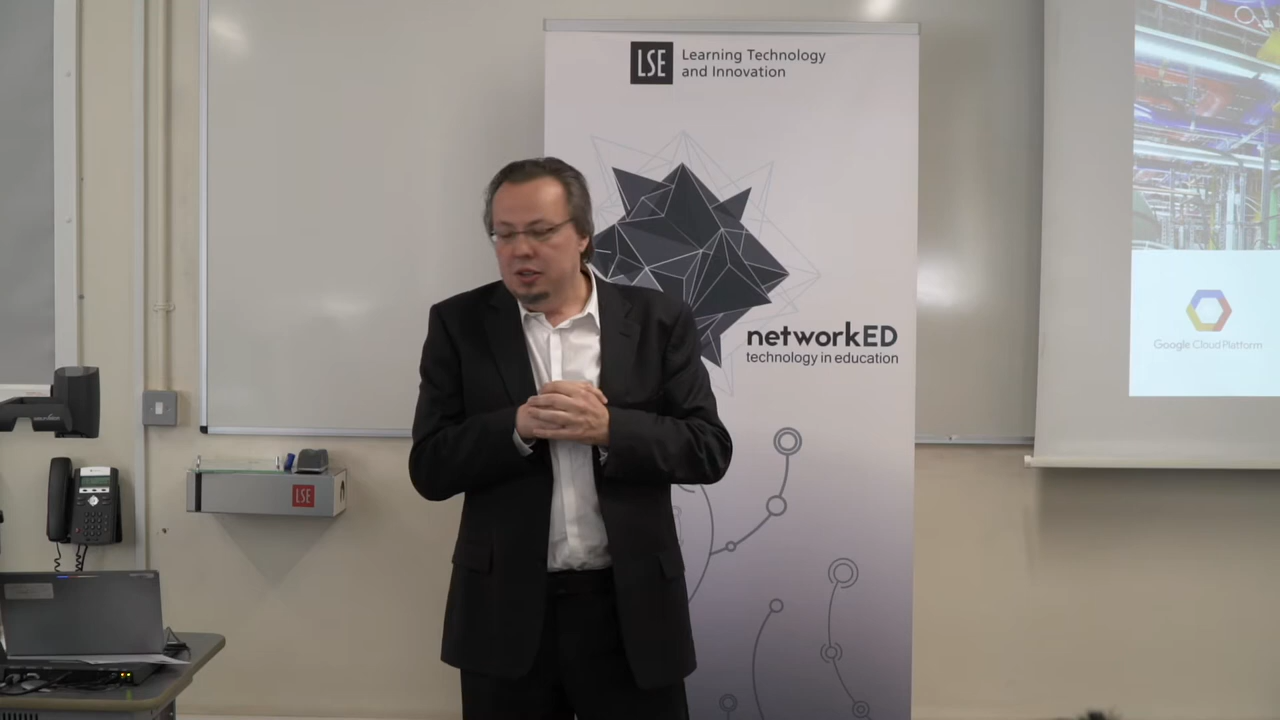 LSE
Learning Technology
and Innovation
networkED
technology in education
Google Cloud Platform
LSE